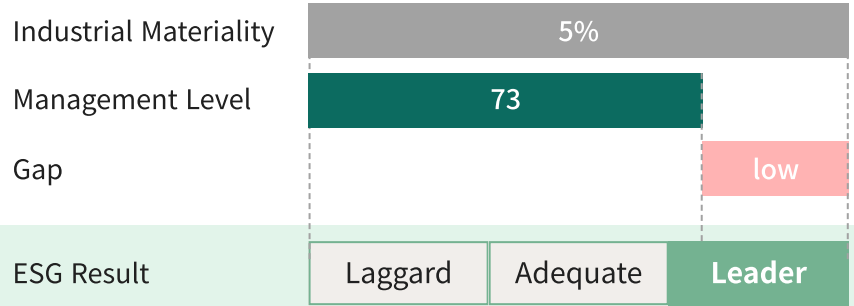 Industrial Materiality 5%
Management Level 73
Gap low
ESG Result Laggard Adequate Leader